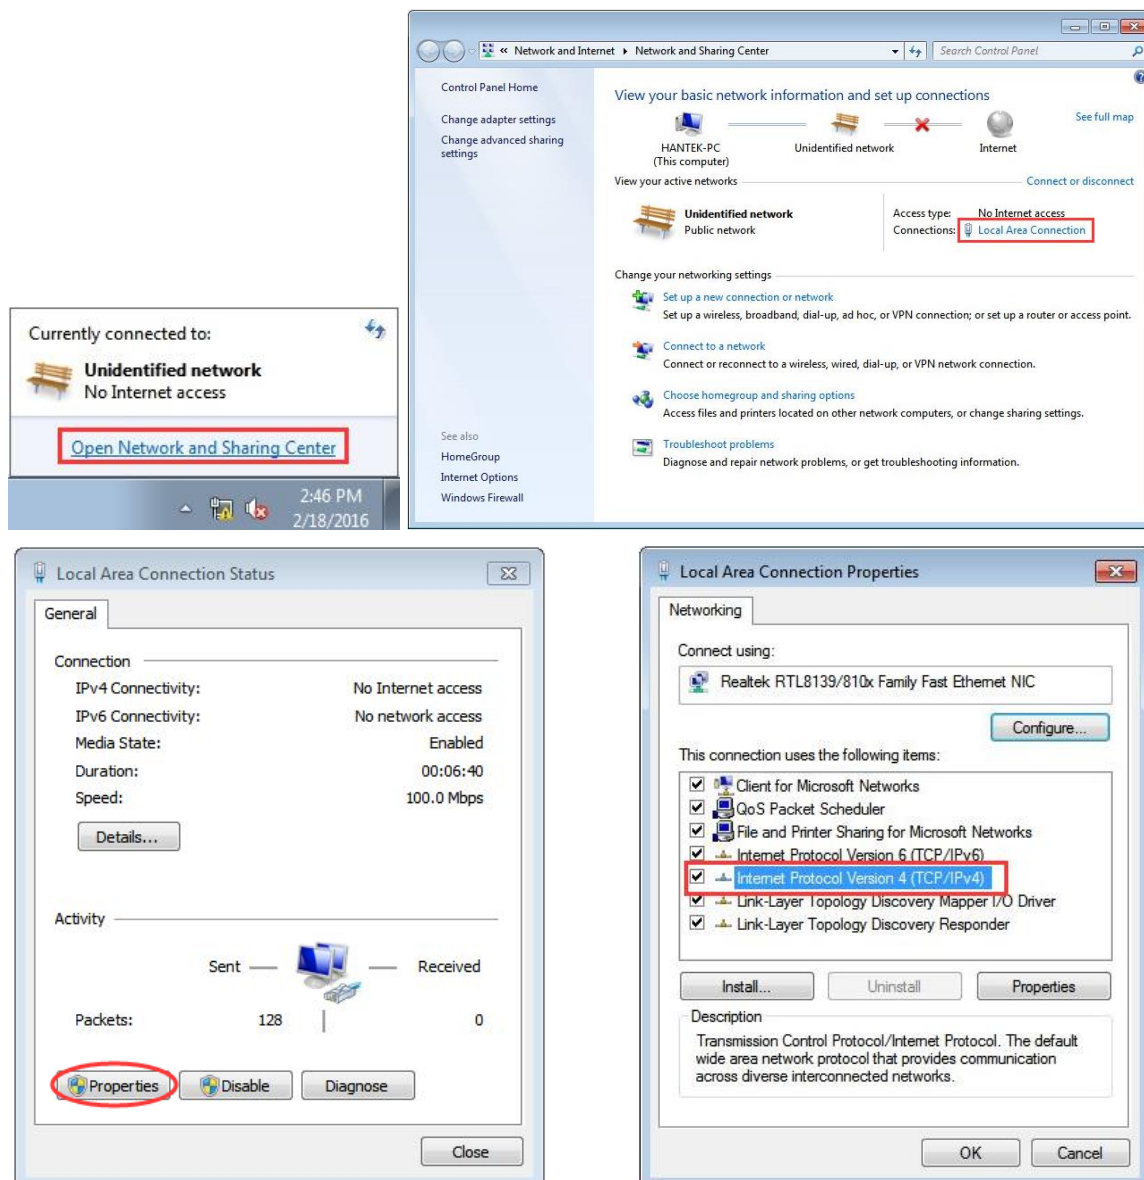 Currently connected to:
Unidentified network
No Internet access
Open Network and Sharing Center
2:46 PM
2/18/2016
« Network and Internet ▸ Network and Sharing Center
Search Control Panel
Control Panel Home
Change adapter settings
Change advanced sharing
settings
See also
HomeGroup
Internet Options
Windows Firewall
View your basic network information and set up connections
See full map
HANTEK-PC
(This computer)
Unidentified network
Internet
View your active networks
Connect or disconnect
Unidentified network
Public network
Access type: No Internet access
Connections: Local Area Connection
Change your networking settings
Set up a new connection or network
Set up a wireless, broadband, dial-up, ad hoc, or VPN connection; or set up a router or access point.
Connect to a network
Connect or reconnect to a wireless, wired, dial-up, or VPN network connection.
Choose homegroup and sharing options
Access files and printers located on other network computers, or change sharing settings.
Troubleshoot problems
Diagnose and repair network problems, or get troubleshooting information.
Local Area Connection Status
General
Connection
IPv4 Connectivity: No Internet access
IPv6 Connectivity: No network access
Media State: Enabled
Duration: 00:06:40
Speed: 100.0 Mbps
Details...
Activity
Sent — — Received
Packets: 128 | 0
Properties Disable Diagnose
Close
Local Area Connection Properties
Networking
Connect using:
Realtek RTL8139/810x Family Fast Ethernet NIC
Configure...
This connection uses the following items:
Client for Microsoft Networks
QoS Packet Scheduler
File and Printer Sharing for Microsoft Networks
Internet Protocol Version 6 (TCP/IPv6)
Internet Protocol Version 4 (TCP/IPv4)
Link-Layer Topology Discovery Mapper I/O Driver
Link-Layer Topology Discovery Responder
Install... Uninstall Properties
Description
Transmission Control Protocol/Internet Protocol. The default
wide area network protocol that provides communication
across diverse interconnected networks.
OK Cancel